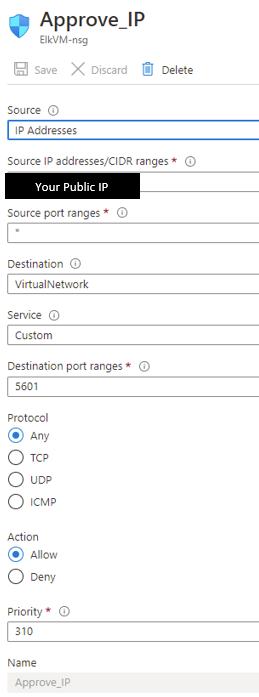 Approve_IP
ElkVM-nsg
Save Discard Delete
Source
IP Addresses
Source IP addresses/CIDR ranges *
Your Public IP
Source port ranges *
*
Destination
VirtualNetwork
Service
Custom
Destination port ranges *
5601
Protocol
Any
TCP
UDP
ICMP
Action
Allow
Deny
Priority *
310
Name
Approve_IP